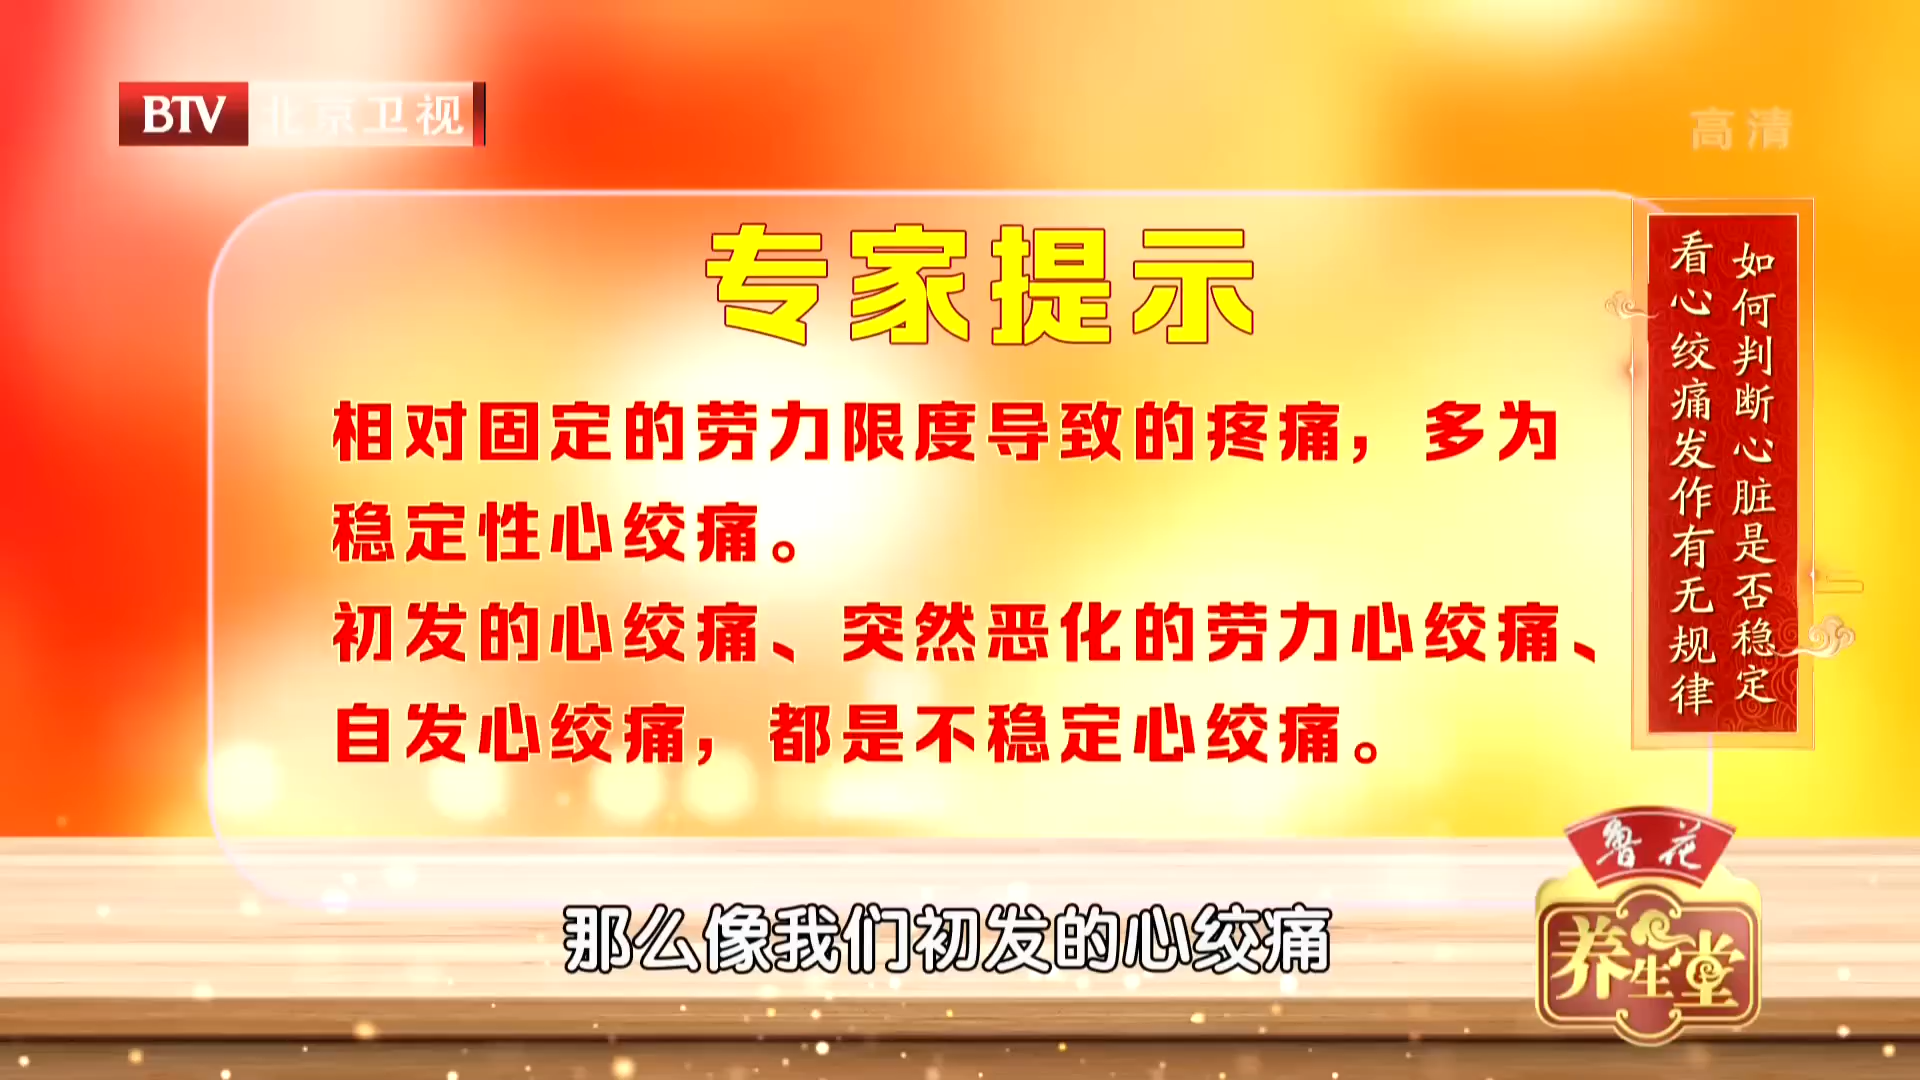 BTV 北京卫视
高清
专家提示
相对固定的劳力限度导致的疼痛，多为
稳定性心绞痛。
初发的心绞痛、突然恶化的劳力心绞痛、
自发心绞痛，都是不稳定心绞痛。
如何判断心脏是否稳定
看心绞痛发作有无规律
鲁花
养生堂
那么像我们初发的心绞痛